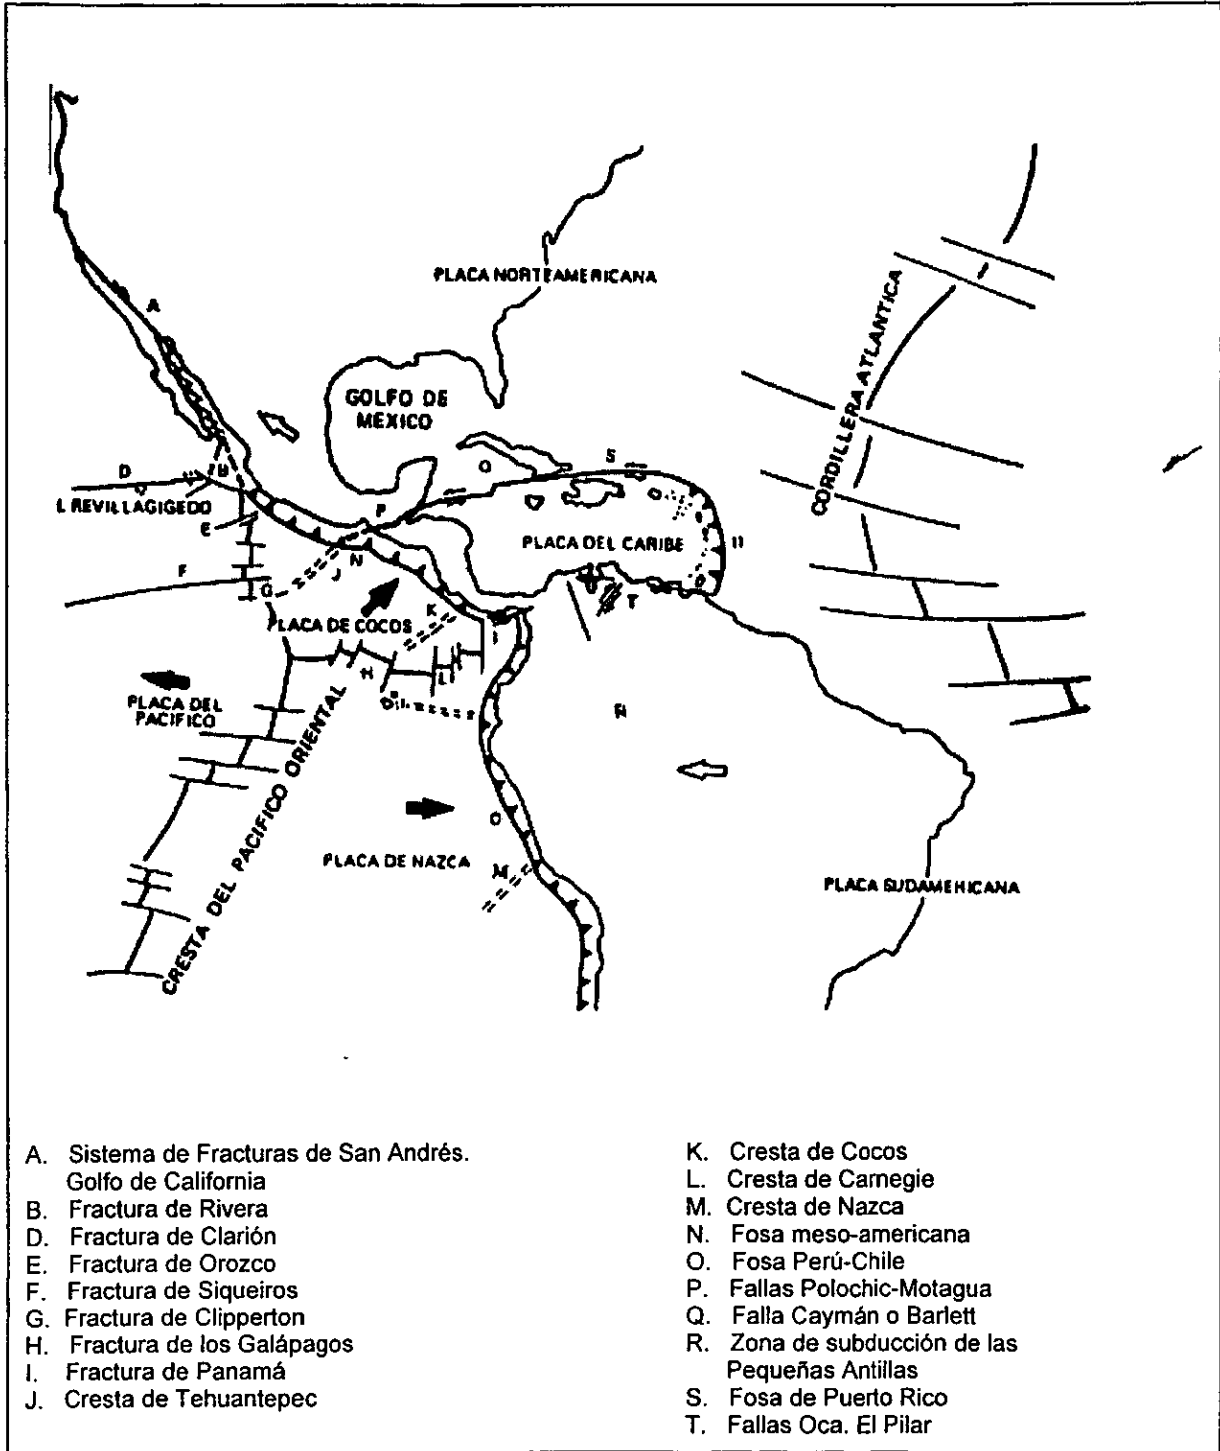 A
PLACA NORTEAMERICANA
CORDILLERA ATLANTICA
GOLFO DE
MEXICO
D
B
S
I. REVILLAGIGEDO
E
P
PLACA DEL CARIBE
N
J
F
G
K
T
PLACA DE COCOS
I
H
L
PLACA DEL
PACIFICO
CRESTA DEL PACIFICO ORIENTAL
O
PLACA DE NAZCA
M
PLACA SUDAMERICANA
A. Sistema de Fracturas de San Andrés.
Golfo de California
B. Fractura de Rivera
D. Fractura de Clarión
E. Fractura de Orozco
F. Fractura de Siqueiros
G. Fractura de Clipperton
H. Fractura de los Galápagos
I. Fractura de Panamá
J. Cresta de Tehuantepec
K. Cresta de Cocos
L. Cresta de Carnegie
M. Cresta de Nazca
N. Fosa meso-americana
O. Fosa Perú-Chile
P. Fallas Polochic-Motagua
Q. Falla Caymán o Barlett
R. Zona de subducción de las
Pequeñas Antillas
S. Fosa de Puerto Rico
T. Fallas Oca. El Pilar